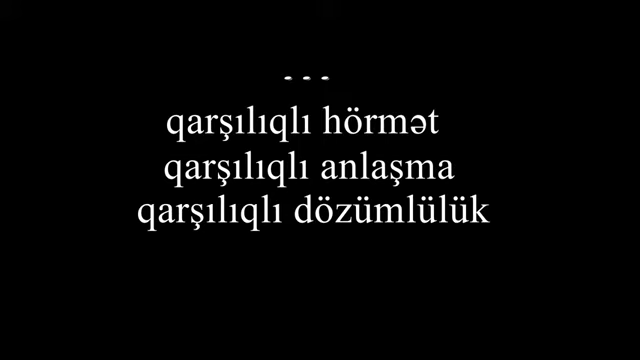 - - -
qarşılıqlı hörmət
qarşılıqlı anlaşma
qarşılıqlı dözümlülük